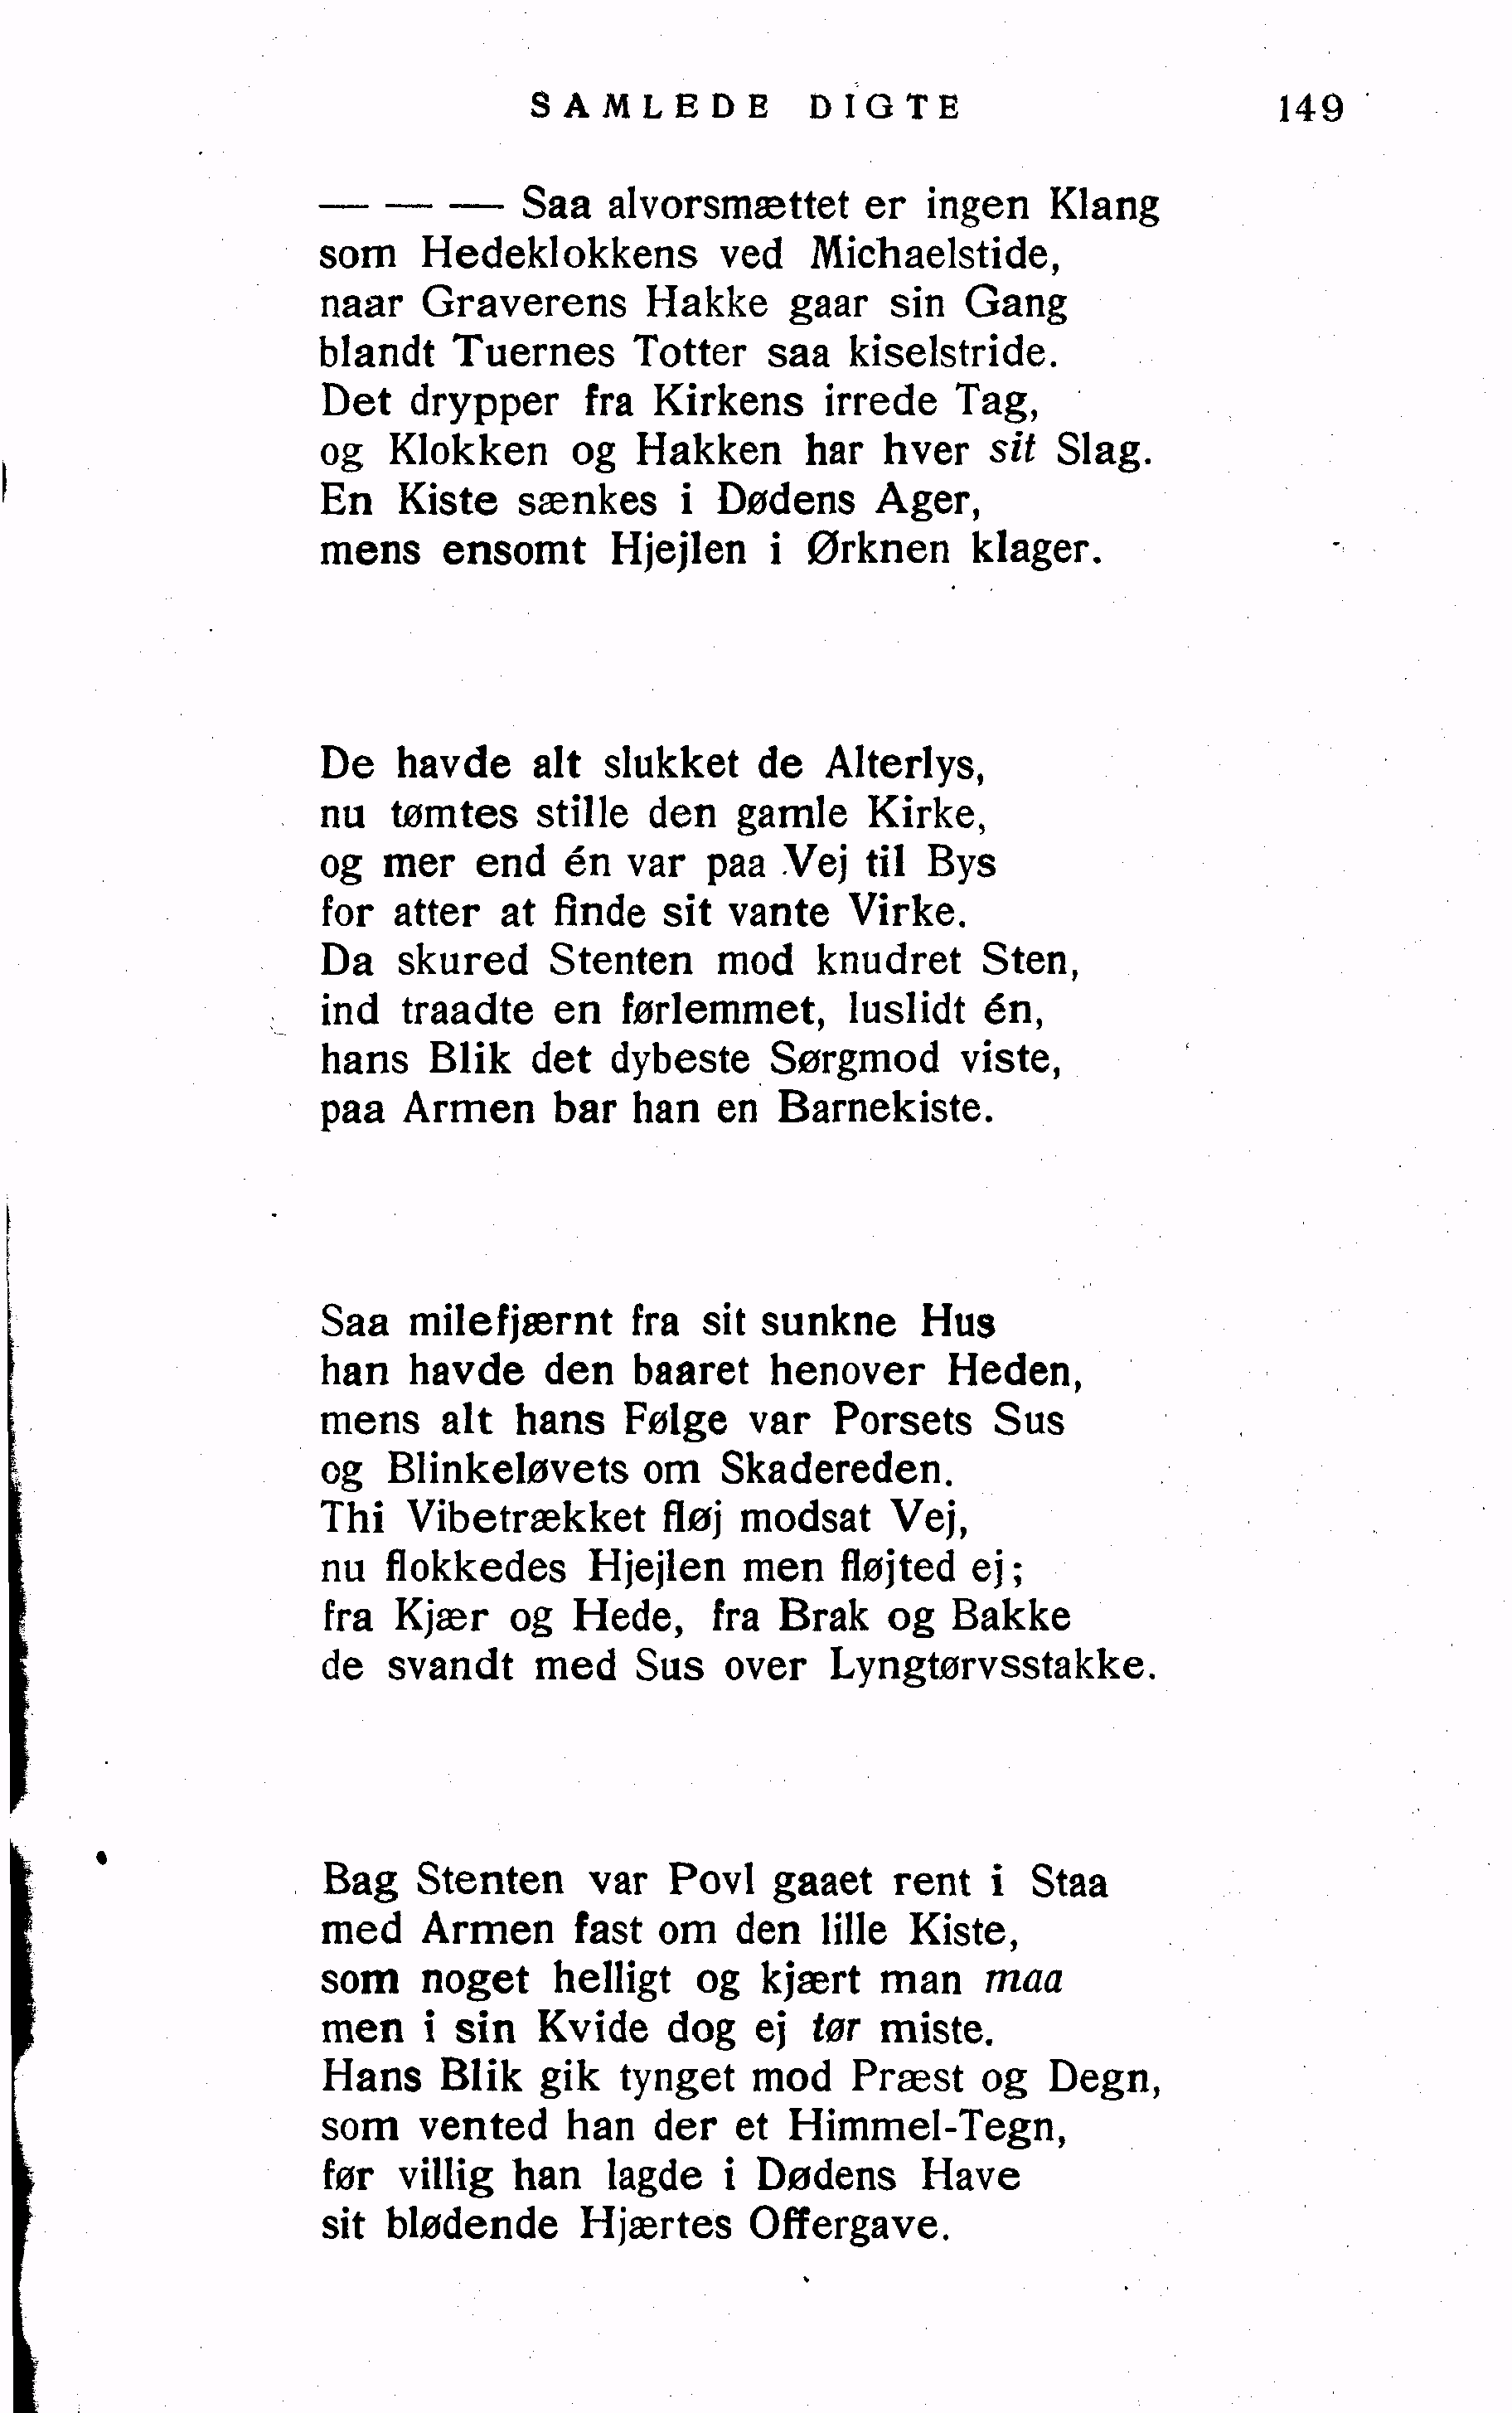 SAMLEDE DIGTE 149
— — — Saa alvorsmættet er ingen Klang
som Hedeklokkens ved Michaelstide,
naar Graverens Hakke gaar sin Gang
blandt Tuernes Totter saa kiselstride.
Det drypper fra Kirkens irrede Tag,
og Klokken og Hakken har hver sit Slag.
En Kiste sænkes i Dødens Ager,
mens ensomt Hjejlen i Ørknen klager.
De havde alt slukket de Alterlys,
nu tømtes stille den gamle Kirke,
og mer end én var paa Vej til Bys
for atter at finde sit vante Virke.
Da skured Stenten mod knudret Sten,
ind traadte en førlemmet, luslidt én,
hans Blik det dybeste Sørgmod viste,
paa Armen bar han en Barnekiste.
Saa milefjærnt fra sit sunkne Hus
han havde den baaret henover Heden,
mens alt hans Følge var Porsets Sus
og Blinkeløvets om Skadereden.
Thi Vibetrækket fløj modsat Vej,
nu flokkedes Hjejlen men fløjted ej;
fra Kjær og Hede, fra Brak og Bakke
de svandt med Sus over Lyngtørvsstakke.
Bag Stenten var Povl gaaet rent i Staa
med Armen fast om den lille Kiste,
som noget helligt og kjært man maa
men i sin Kvide dog ej tør miste.
Hans Blik gik tynget mod Præst og Degn,
som vented han der et Himmel-Tegn,
før villig han lagde i Dødens Have
sit blødende Hjærtes Offergave.